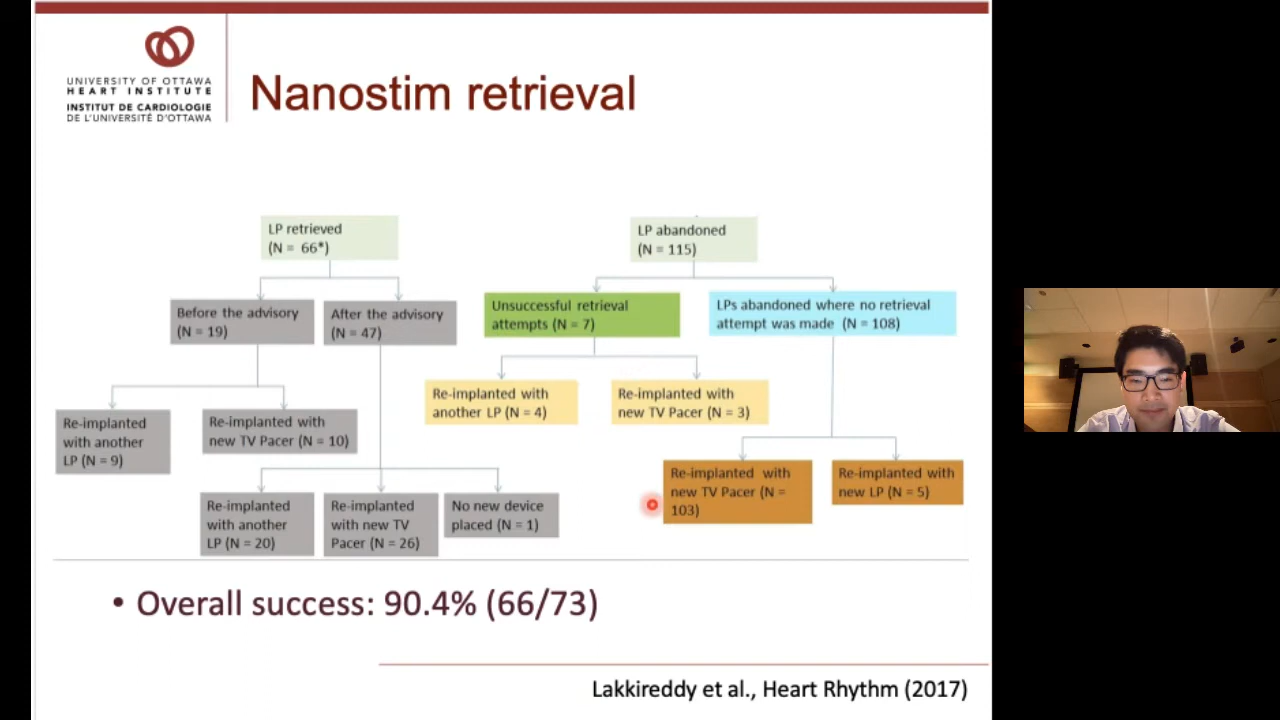 UNIVERSITY OF OTTAWA
HEART INSTITUTE
INSTITUT DE CARDIOLOGIE
DE L'UNIVERSITÉ D'OTTAWA
Nanostim retrieval
LP retrieved
(N = 66*)
LP abandoned
(N = 115)
Before the advisory
(N = 19)
After the advisory
(N = 47)
Unsuccessful retrieval
attempts (N = 7)
LPs abandoned where no retrieval
attempt was made (N = 108)
Re-implanted
with another
LP (N = 9)
Re-implanted with
new TV Pacer (N = 10)
Re-implanted with
another LP (N = 4)
Re-implanted with
new TV Pacer (N = 3)
Re-implanted
with another
LP (N = 20)
Re-implanted
with new TV
Pacer (N = 26)
No new device
placed (N = 1)
Re-implanted with
new TV Pacer (N =
103)
Re-implanted with
new LP (N = 5)
• Overall success: 90.4% (66/73)
Lakkireddy et al., Heart Rhythm (2017)